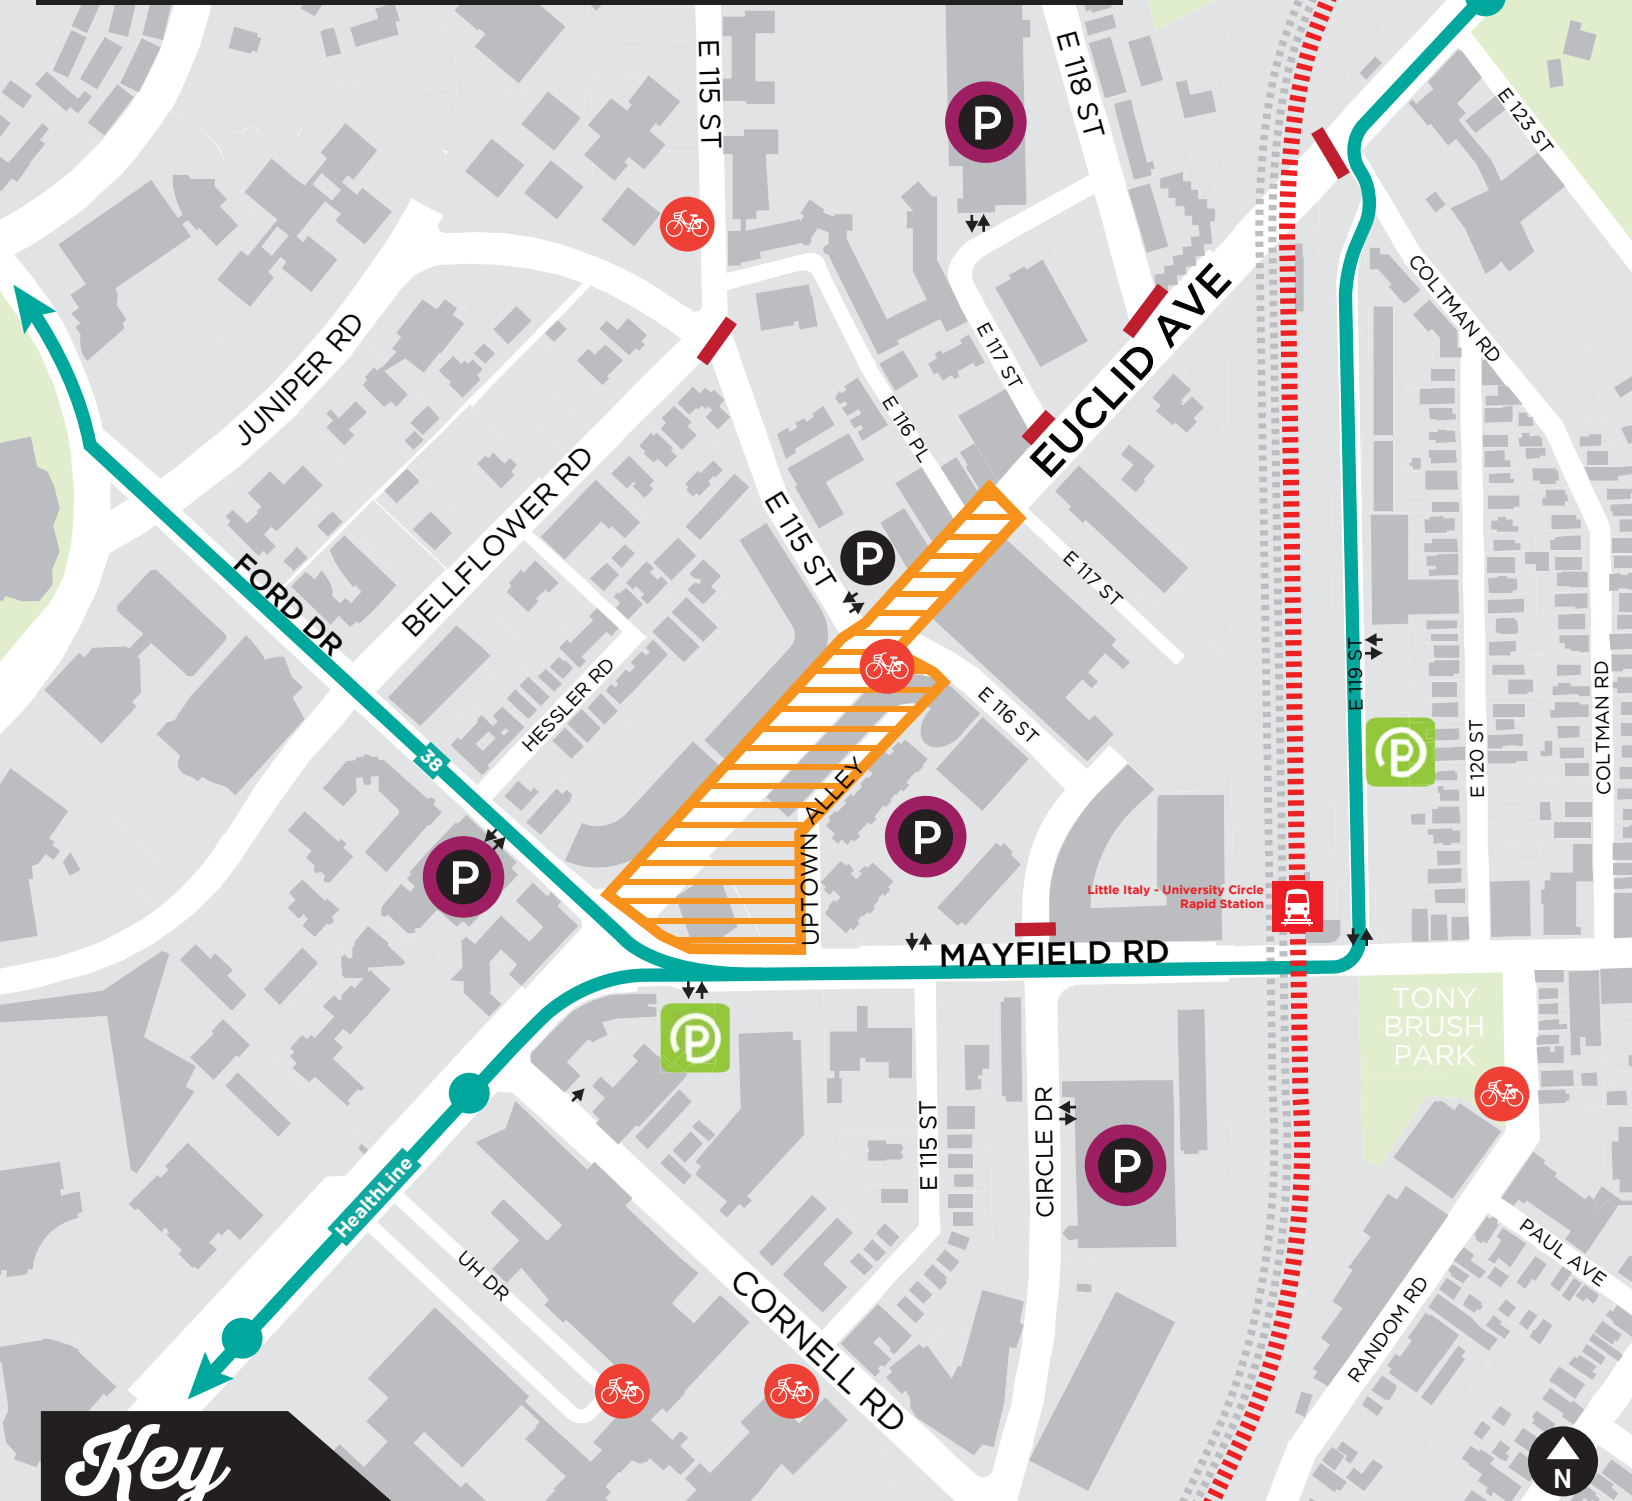 E 115 ST
E 118 ST
P
E 123 ST
COLTMAN RD
JUNIPER RD
E 117 ST
EUCLID AVE
E 116 PL
BELLFLOWER RD
E 115 ST
P
E 117 ST
FORD DR
HESSLER RD
E 116 ST
E 119 ST
COLTMAN RD
E 120 ST
P
38
UPTOWN ALLEY
P
P
Little Italy - University Circle
Rapid Station
MAYFIELD RD
TONY
BRUSH
PARK
P
E 115 ST
CIRCLE DR
P
HealthLine
UH DR
CORNELL RD
PAUL AVE
RANDOM RD
Key
N